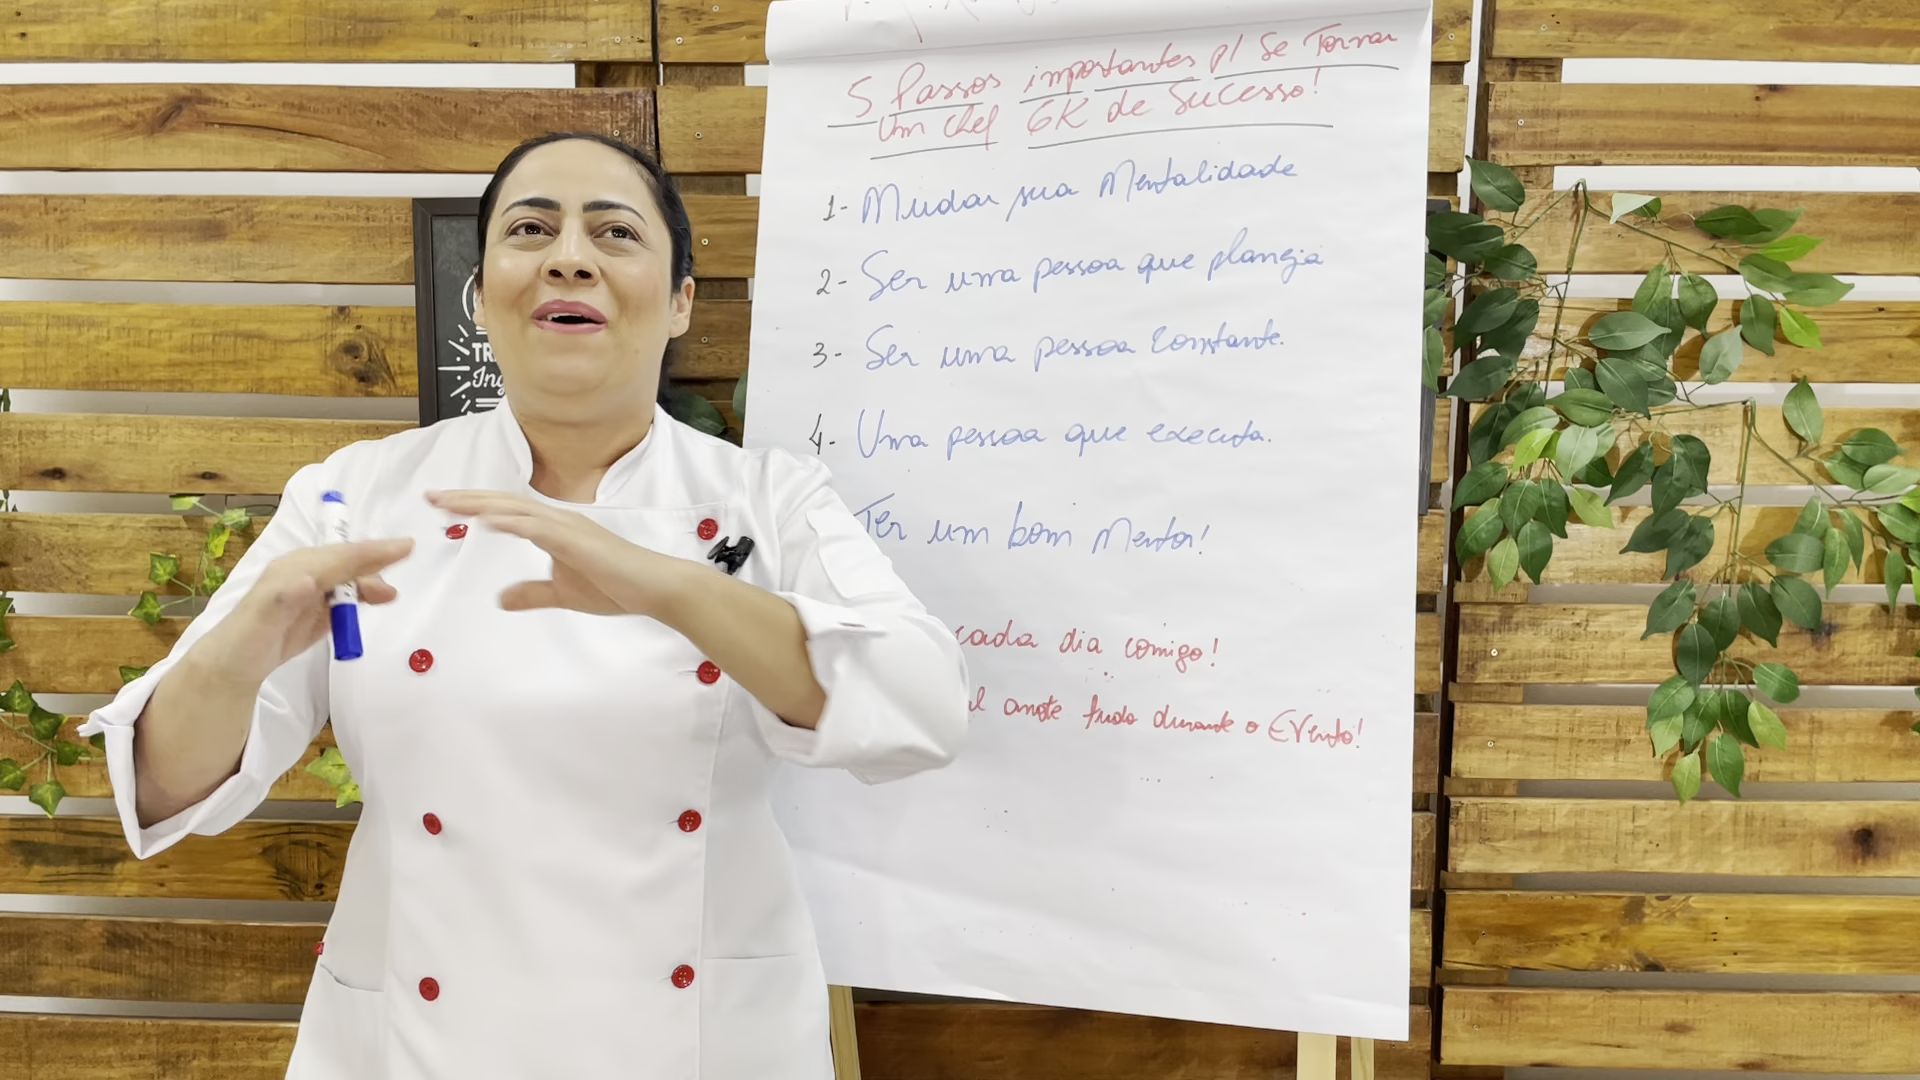 5 Passos importantes p/ se Tornar
um chef 6K de Sucesso!
1- Mudar sua Mentalidade
2- Ser uma pessoa que planeja
3- Ser uma pessoa constante.
4- Uma pessoa que executa.
Ter um bom Mentor!
cada dia comigo!
anote tudo durante o EVento!
TR
Ing